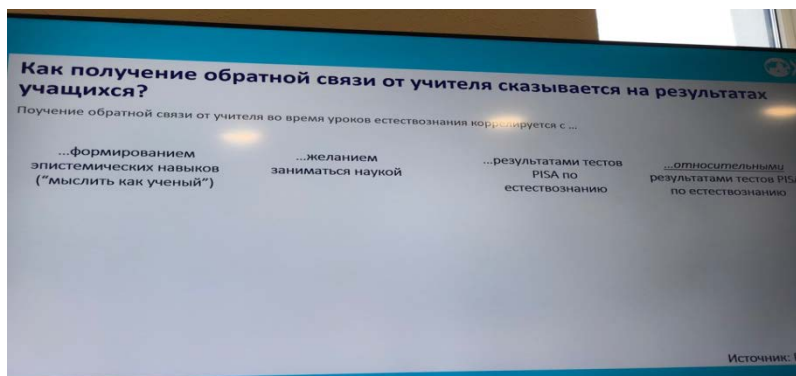 Как получение обратной связи от учителя сказывается на результатах
учащихся?
Поучение обратной связи от учителя во время уроков естествознания коррелируется с ...
...формированием
эпистемических навыков
(“мыслить как ученый”)
...желанием
заниматься наукой
...результатами тестов
PISA по
естествознанию
...относительными
результатами тестов PISA
по естествознанию
Источник: